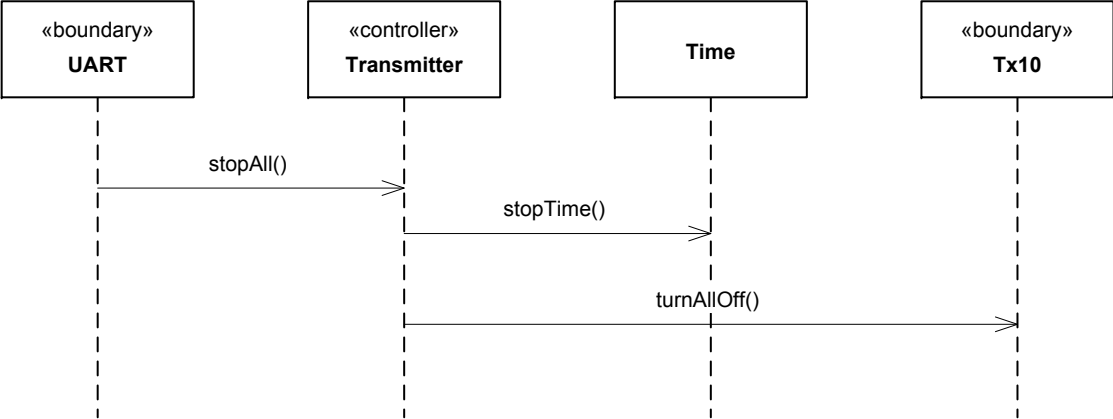 «boundary»
UART
«controller»
Transmitter
Time
«boundary»
Tx10
stopAll()
stopTime()
turnAllOff()